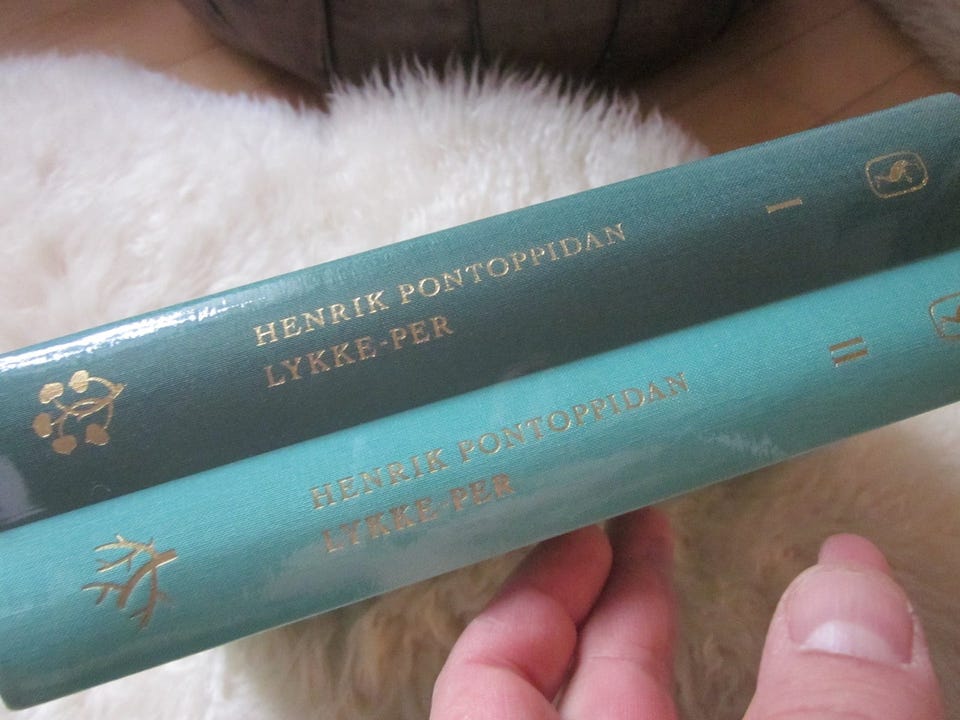 HENRIK PONTOPPIDAN
LYKKE-PER
I
HENRIK PONTOPPIDAN
LYKKE-PER
II